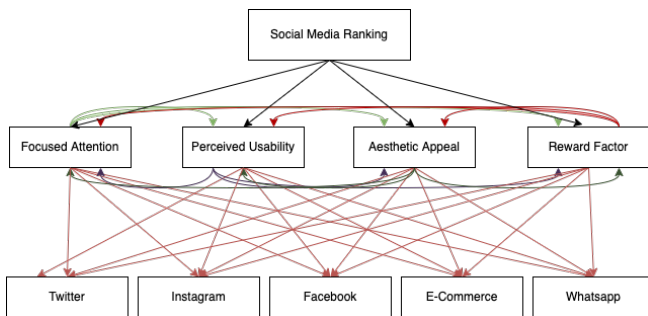 Social Media Ranking
Focused Attention
Perceived Usability
Aesthetic Appeal
Reward Factor
Twitter
Instagram
Facebook
E-Commerce
Whatsapp